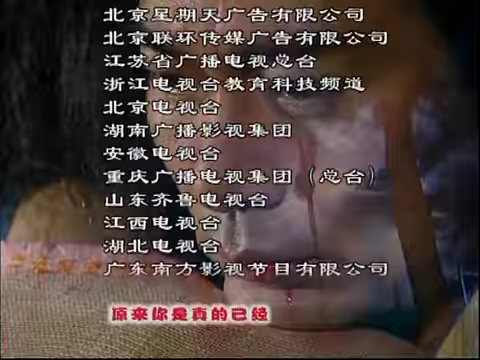 北京星期天广告有限公司
北京联环传媒广告有限公司
江苏省广播电视总台
浙江电视台教育科技频道
北京电视台
湖南广播影视集团
安徽电视台
重庆广播电视集团（总台）
山东齐鲁电视台
江西电视台
湖北电视台
广东南方影视节目有限公司
原来你是真的已经